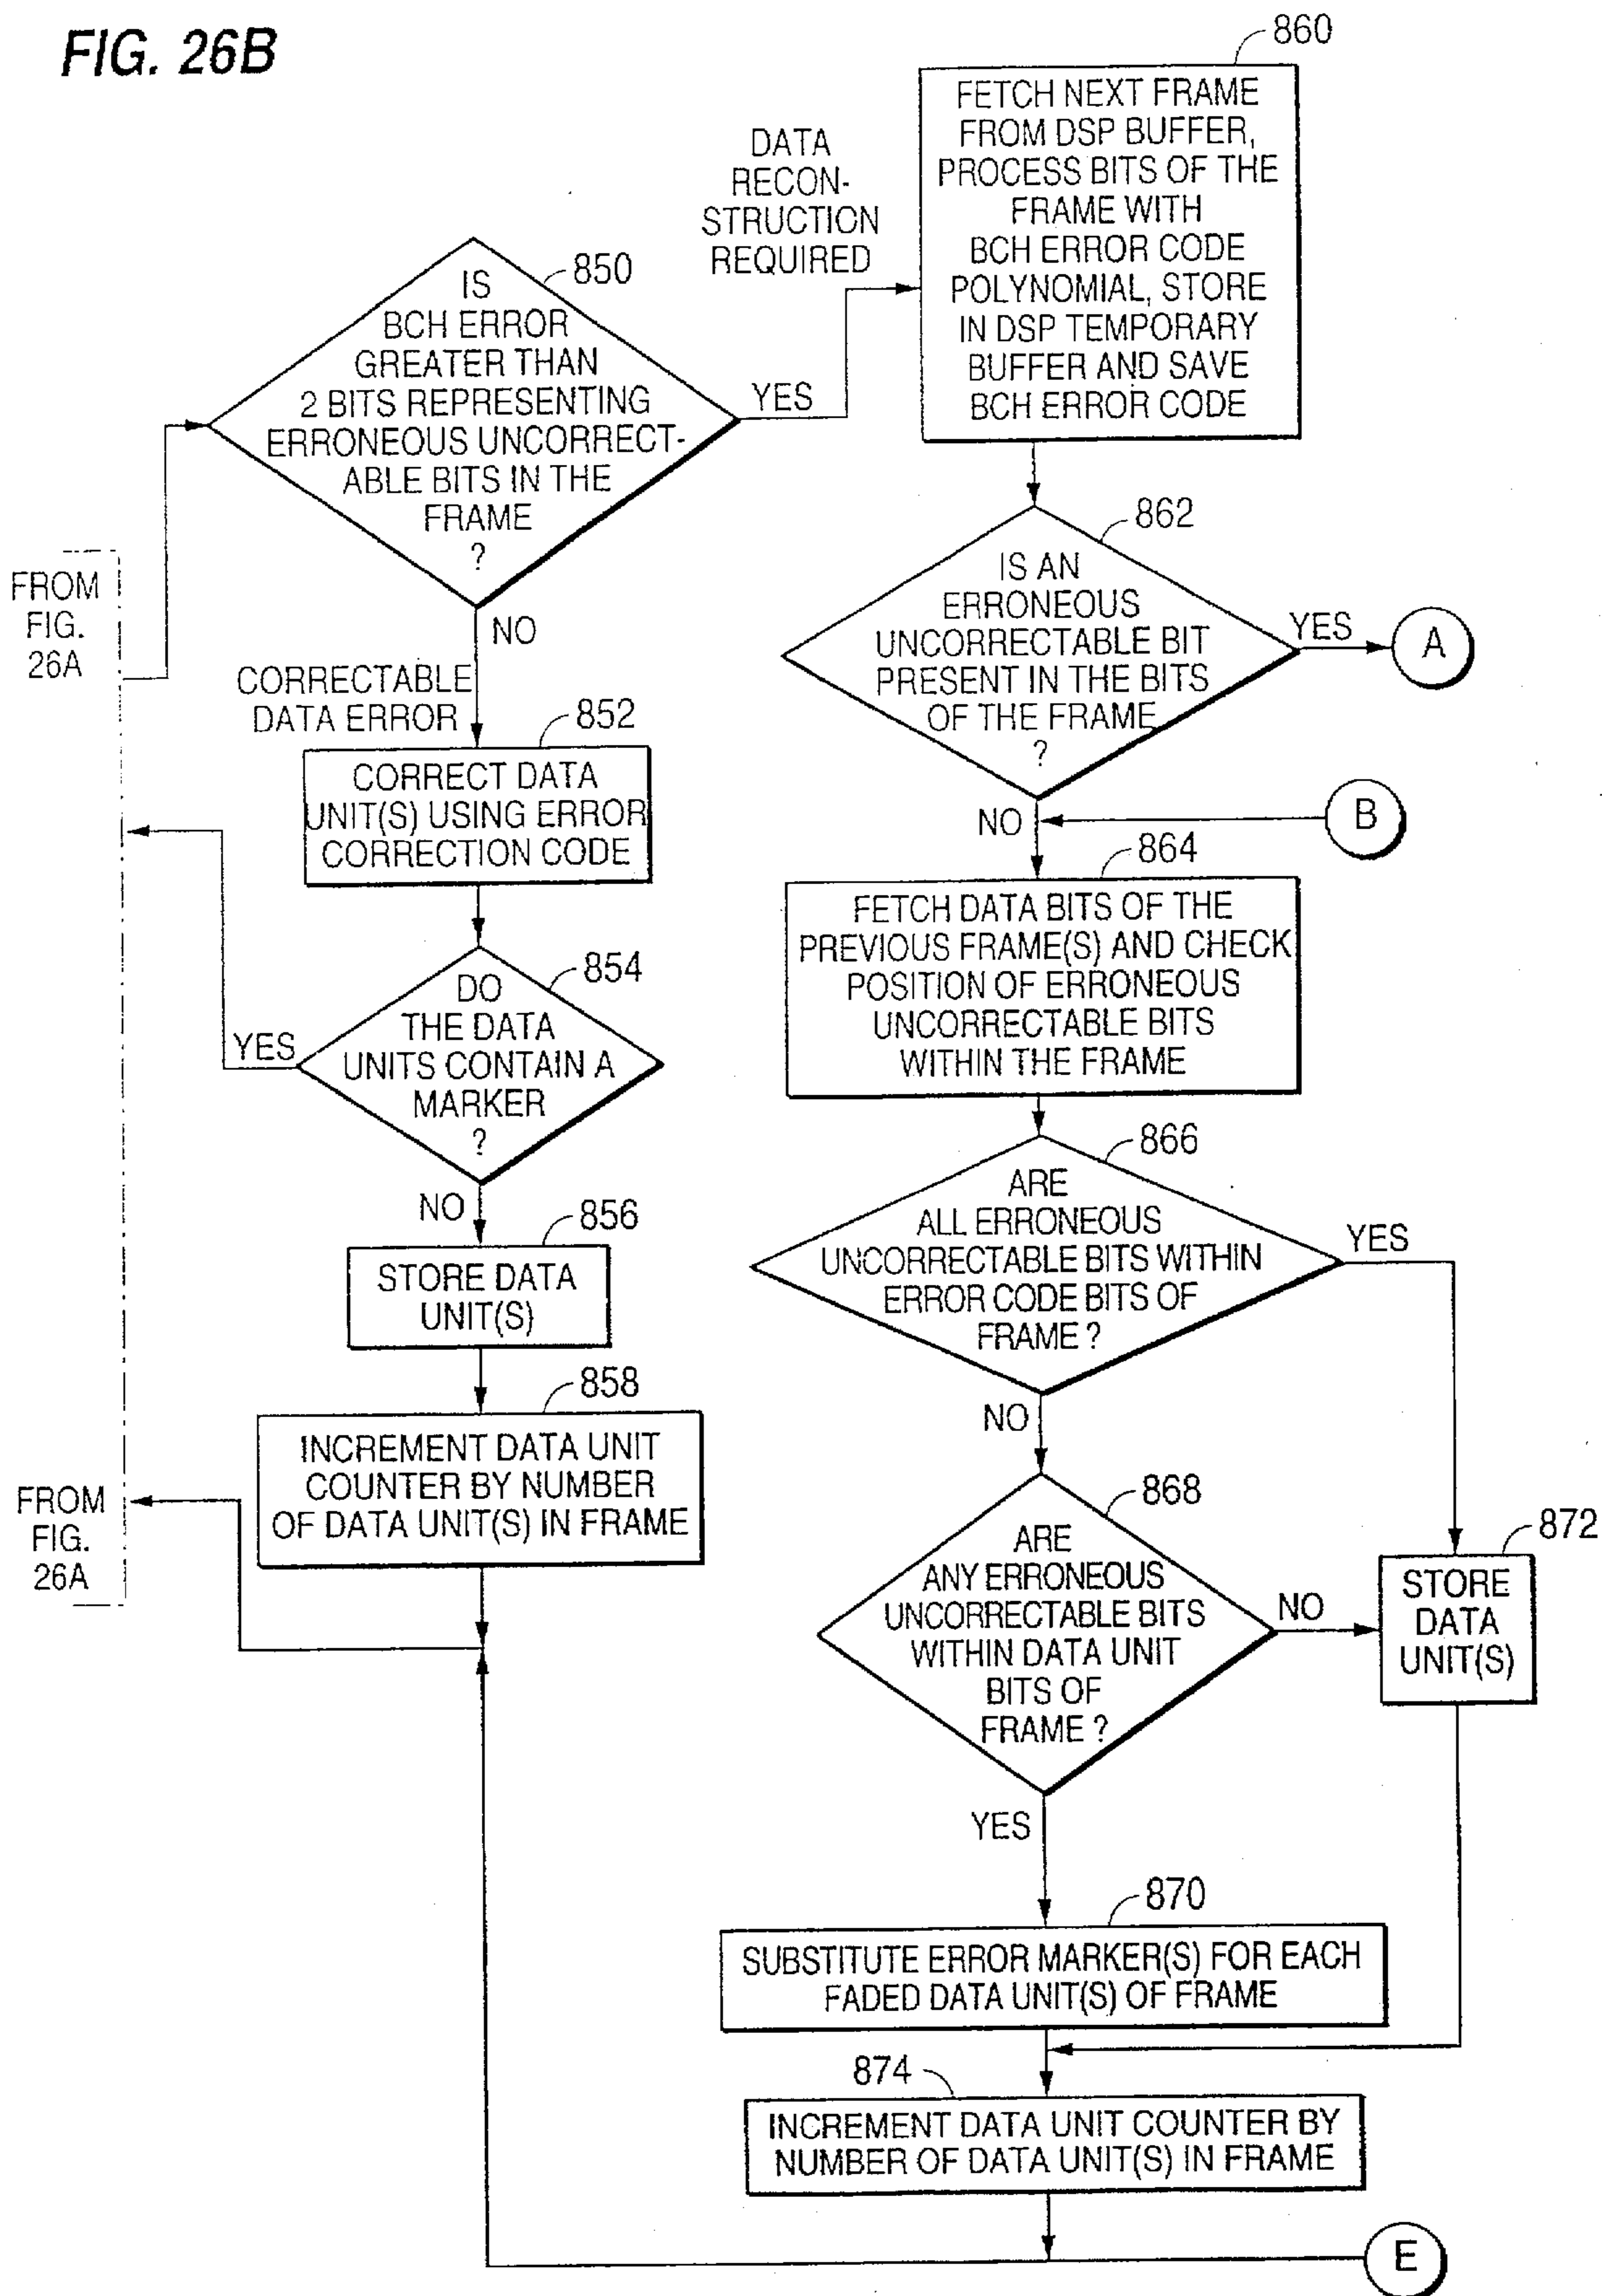 FIG. 26B
FROM
FIG.
26A
850
IS
BCH ERROR
GREATER THAN
2 BITS REPRESENTING
ERRONEOUS UNCORRECT-
ABLE BITS IN THE
FRAME
?
YES
NO
CORRECTABLE
DATA ERROR
852
CORRECT DATA
UNIT(S) USING ERROR
CORRECTION CODE
854
DO
THE DATA
UNITS CONTAIN A
MARKER
?
YES
NO
856
STORE DATA
UNIT(S)
858
INCREMENT DATA UNIT
COUNTER BY NUMBER
OF DATA UNIT(S) IN FRAME
FROM
FIG.
26A
DATA
RECON-
STRUCTION
REQUIRED
860
FETCH NEXT FRAME
FROM DSP BUFFER,
PROCESS BITS OF THE
FRAME WITH
BCH ERROR CODE
POLYNOMIAL, STORE
IN DSP TEMPORARY
BUFFER AND SAVE
BCH ERROR CODE
862
IS AN
ERRONEOUS
UNCORRECTABLE BIT
PRESENT IN THE BITS
OF THE FRAME
?
YES
A
NO
B
864
FETCH DATA BITS OF THE
PREVIOUS FRAME(S) AND CHECK
POSITION OF ERRONEOUS
UNCORRECTABLE BITS
WITHIN THE FRAME
866
ARE
ALL ERRONEOUS
UNCORRECTABLE BITS WITHIN
ERROR CODE BITS OF
FRAME ?
YES
NO
868
ARE
ANY ERRONEOUS
UNCORRECTABLE BITS
WITHIN DATA UNIT
BITS OF
FRAME ?
NO
872
STORE
DATA
UNIT(S)
YES
870
SUBSTITUTE ERROR MARKER(S) FOR EACH
FADED DATA UNIT(S) OF FRAME
874
INCREMENT DATA UNIT COUNTER BY
NUMBER OF DATA UNIT(S) IN FRAME
E